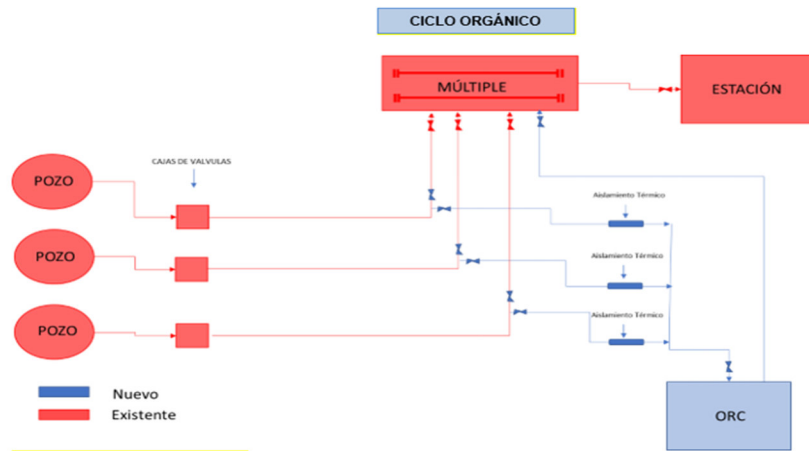 CICLO ORGÁNICO
MÚLTIPLE
ESTACIÓN
CAJAS DE VALVULAS
POZO
Aislamiento Térmico
POZO
Aislamiento Térmico
Aislamiento Térmico
POZO
Nuevo
Existente
ORC